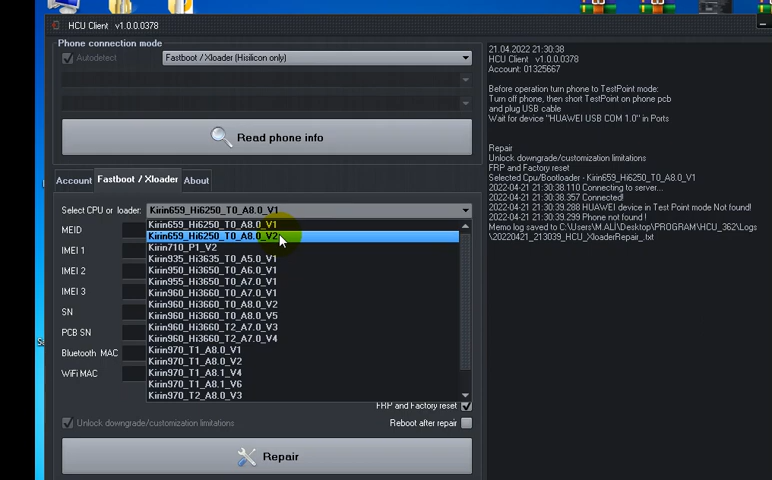 HCU Client v1.0.0.0378
Phone connection mode
Autodetect
Fastboot / Xloader (Hisilicon only)
Read phone info
Account
Fastboot / Xloader
About
Select CPU or loader:
Kirin659_Hi6250_T0_A8.0_V1
MEID
IMEI 1
IMEI 2
IMEI 3
SN
PCB SN
Bluetooth MAC
WiFi MAC
Kirin659_Hi6250_T0_A8.0_V1
Kirin659_Hi6250_T0_A8.0_V2
Kirin710_P1_V2
Kirin935_Hi3635_T0_A5.0_V1
Kirin950_Hi3650_T0_A6.0_V1
Kirin955_Hi3650_T0_A7.0_V1
Kirin960_Hi3660_T0_A7.0_V1
Kirin960_Hi3660_T0_A8.0_V2
Kirin960_Hi3660_T0_A8.0_V5
Kirin960_Hi3660_T2_A7.0_V3
Kirin960_Hi3660_T2_A7.0_V4
Kirin970_T1_A8.0_V1
Kirin970_T1_A8.0_V2
Kirin970_T1_A8.1_V4
Kirin970_T1_A8.1_V6
Kirin970_T2_A8.0_V3
FRP and Factory reset
Unlock downgrade/customization limitations
Reboot after repair
Repair
21.04.2022 21:30:38
HCU Client v1.0.0.0378
Account: 01325667
Before operation turn phone to TestPoint mode:
Turn off phone, then short TestPoint on phone pcb
and plug USB cable
Wait for device "HUAWEI USB COM 1.0" in Ports
Repair
Unlock downgrade/customization limitations
FRP and Factory reset
Selected Cpu/Bootloader - Kirin659_Hi6250_T0_A8.0_V1
2022-04-21 21:30:38.110 Connecting to server...
2022-04-21 21:30:38.357 Connected!
2022-04-21 21:30:39.288 HUAWEI device in Test Point mode Not found!
2022-04-21 21:30:39.299 Phone not found !
Memo log saved to C:\Users\M.ALI\Desktop\PROGRAM\HCU_362\Logs
\20220421_213039_HCU_XloaderRepair_.txt